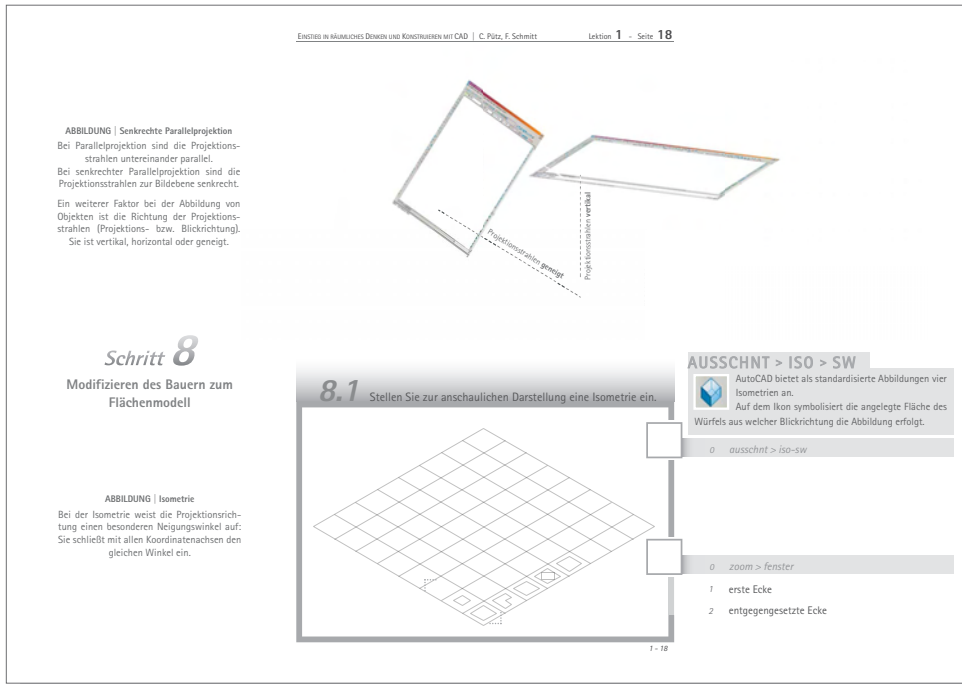 EINSTIEG IN RÄUMLICHES DENKEN UND KONSTRUIEREN MIT CAD | C. Pütz, F. Schmitt Lektion 1 - Seite 18
ABBILDUNG | Senkrechte Parallelprojektion
Bei Parallelprojektion sind die Projektions-
strahlen untereinander parallel.
Bei senkrechter Parallelprojektion sind die
Projektionsstrahlen zur Bildebene senkrecht.
Ein weiterer Faktor bei der Abbildung von
Objekten ist die Richtung der Projektions-
strahlen (Projektions- bzw. Blickrichtung).
Sie ist vertikal, horizontal oder geneigt.
Projektionsstrahlen geneigt
Projektionsstrahlen vertikal
Schritt 8
Modifizieren des Bauern zum
Flächenmodell
8.1 Stellen Sie zur anschaulichen Darstellung eine Isometrie ein.
AUSSCHNT > ISO > SW
AutoCAD bietet als standardisierte Abbildungen vier
Isometrien an.
Auf dem Ikon symbolisiert die angelegte Fläche des
Würfels aus welcher Blickrichtung die Abbildung erfolgt.
0 ausschnt > iso-sw
ABBILDUNG | Isometrie
Bei der Isometrie weist die Projektionsrich-
tung einen besonderen Neigungswinkel auf:
Sie schließt mit allen Koordinatenachsen den
gleichen Winkel ein.
0 zoom > fenster
1 erste Ecke
2 entgegengesetzte Ecke
1 - 18